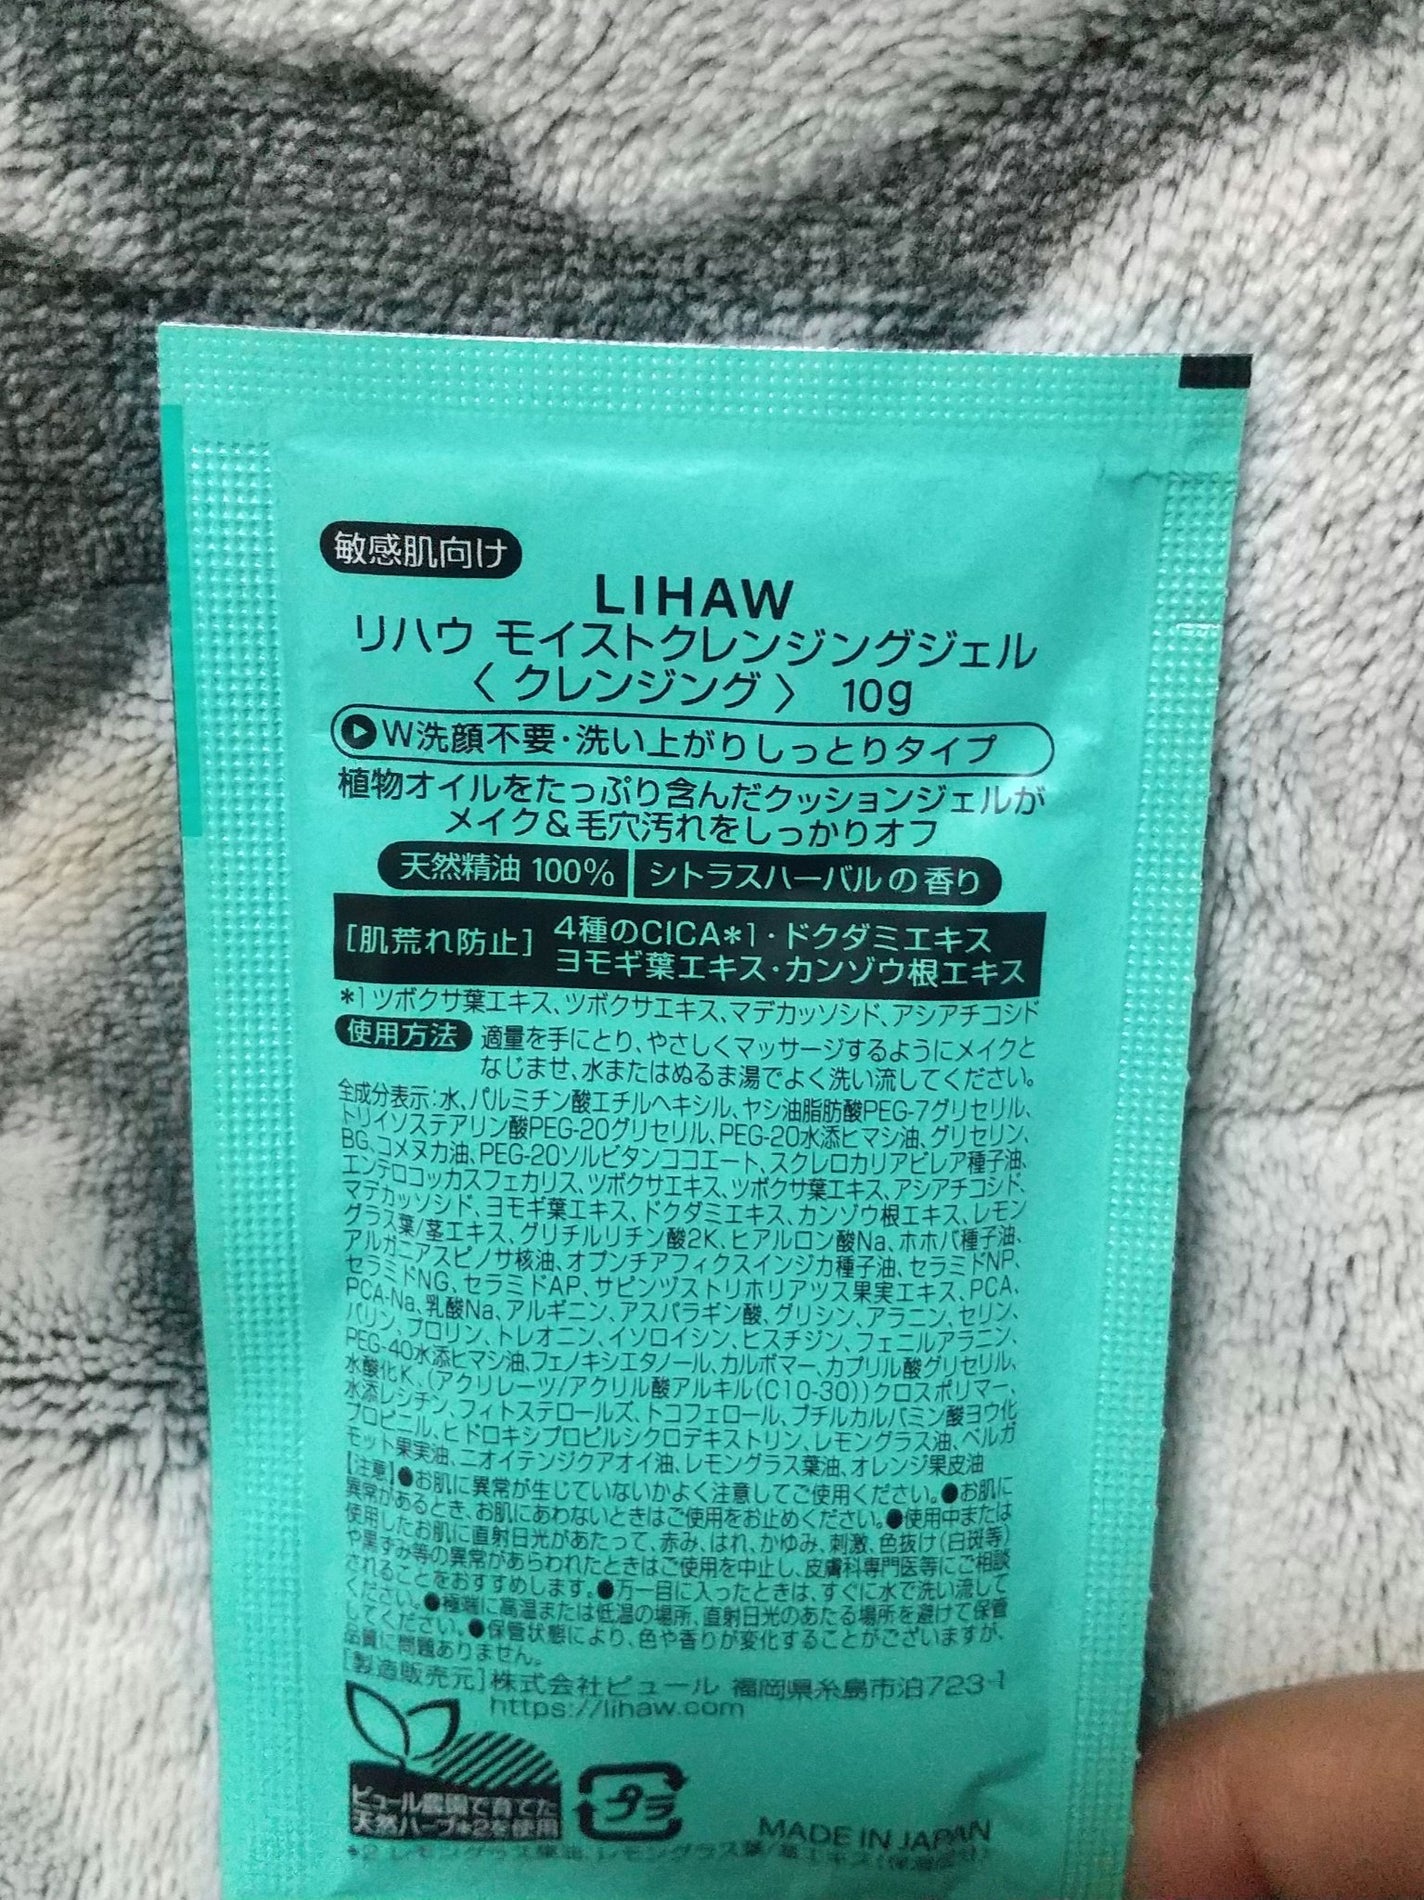 敏感肌向け
LIHAW
リハウ モイストクレンジングジェル
〈クレンジング〉 10g
W洗顔不要・洗い上がりしっとりタイプ
植物オイルをたっぷり含んだクッションジェルが
メイク&毛穴汚れをしっかりオフ
天然精油100% シトラスハーバルの香り
[肌荒れ防止] 4種のCICA*1・ドクダミエキス
ヨモギ葉エキス・カンゾウ根エキス
*1 ツボクサ葉エキス、ツボクサエキス、マデカッソシド、アシアチコシド
使用方法 適量を手にとり、やさしくマッサージするようにメイクと
なじませ、水またはぬるま湯でよく洗い流してください。
全成分表示:水、パルミチン酸エチルヘキシル、ヤシ油脂肪酸PEG-7グリセリル、
トリイソステアリン酸PEG-20グリセリル、PEG-20水添ヒマシ油、グリセリン、
BG、コメヌカ油、PEG-20ソルビタンココエート、スクレロカリアビレア種子油、
エンテロコッカスフェカリス、ツボクサエキス、ツボクサ葉エキス、アシアチコシド、
マデカッソシド、ヨモギ葉エキス、ドクダミエキス、カンゾウ根エキス、レモン
グラス葉/茎エキス、グリチルリチン酸2K、ヒアルロン酸Na、ホホバ種子油、
アルガニアスピノサ核油、オプンチアフィクスインジカ種子油、セラミドNP、
セラミドNG、セラミドAP、サピンヅストリホリアツス果実エキス、PCA、
PCA-Na、乳酸Na、アルギニン、アスパラギン酸、グリシン、アラニン、セリン、
バリン、プロリン、トレオニン、イソロイシン、ヒスチジン、フェニルアラニン、
PEG-40水添ヒマシ油、フェノキシエタノール、カルボマー、カプリル酸グリセリル、
水酸化K、(アクリレーツ/アクリル酸アルキル(C10-30))クロスポリマー、
水添レシチン、フィトステロールズ、トコフェロール、ブチルカルバミン酸ヨウ化
プロピニル、ヒドロキシプロピルシクロデキストリン、レモングラス油、ベルガ
モット果実油、ニオイテンジクアオイ油、レモングラス葉油、オレンジ果皮油
【注意】●お肌に異常が生じていないかよく注意してご使用ください。●お肌に
異常があるとき、お肌にあわないときはご使用をお止めください。●使用中または
使用したお肌に直射日光があたって、赤み、はれ、かゆみ、刺激、色抜け(白斑等)
や黒ずみ等の異常があらわれたときはご使用を中止し、皮膚科専門医等にご相談
されることをおすすめします。●万一目に入ったときは、すぐに水で洗い流して
ください。●極端に高温または低温の場所、直射日光のあたる場所を避けて保管
してください。●保管状態により、色や香りが変化することがございますが、
品質に問題ありません。
[製造販売元]株式会社ピュール 福岡県糸島市泊723-1
https://lihaw.com
ピュール農園で育てた
天然ハーブ*2を使用
プラ
MADE IN JAPAN